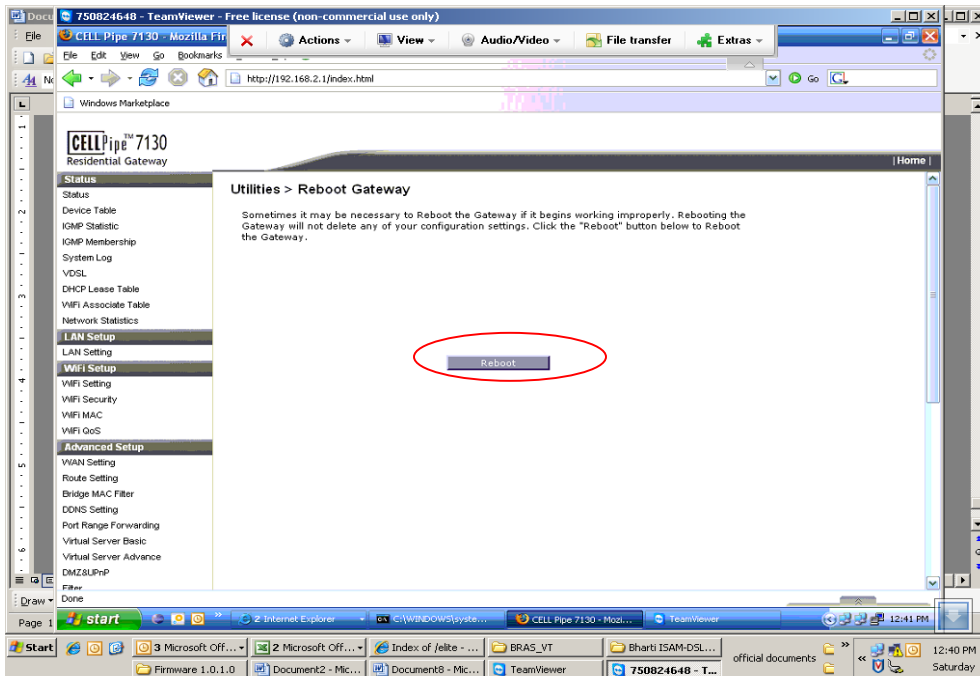 Docu
750824648 - TeamViewer - Free license (non-commercial use only)
File
CELL Pipe 7130 - Mozilla Fir
Actions
View
Audio/Video
File transfer
Extras
File Edit View Go Bookmarks
http://192.168.2.1/index.html
Go
Windows Marketplace
CELLPipe™ 7130
Residential Gateway
| Home |
Status
Status
Device Table
IGMP Statistic
IGMP Membership
System Log
VDSL
DHCP Lease Table
WiFi Associate Table
Network Statistics
LAN Setup
LAN Setting
WiFi Setup
WiFi Setting
WiFi Security
WiFi MAC
WiFi QoS
Advanced Setup
WAN Setting
Route Setting
Bridge MAC Filter
DDNS Setting
Port Range Forwarding
Virtual Server Basic
Virtual Server Advance
DMZ&UPnP
Filter
Utilities > Reboot Gateway
Sometimes it may be necessary to Reboot the Gateway if it begins working improperly. Rebooting the
Gateway will not delete any of your configuration settings. Click the "Reboot" button below to Reboot
the Gateway.
Reboot
Done
Draw
Page 1
start
2 Internet Explorer
C:\WINDOWS\syste...
CELL Pipe 7130 - Mozi...
TeamViewer
12:41 PM
Start
3 Microsoft Off...
2 Microsoft Off...
Index of /elite - ...
BRAS_VT
Bharti ISAM-DSL...
official documents
12:40 PM
Firmware 1.0.1.0
Document2 - Mic...
Document8 - Mic...
TeamViewer
750824648 - T...
Saturday